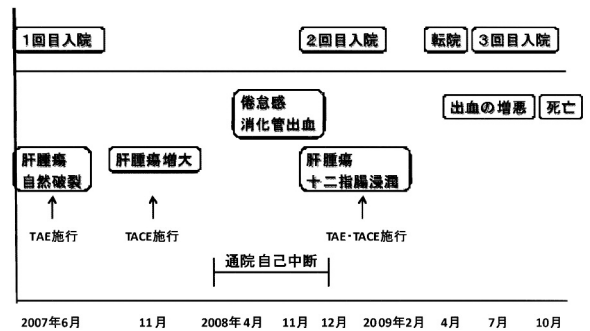 1回目入院
2回目入院
転院
3回目入院
倦怠感
消化管出血
出血の増悪
死亡
肝腫瘍
自然破裂
肝腫瘍増大
肝腫瘍
十二指腸浸潤
TAE施行
TACE施行
TAE・TACE施行
通院自己中断
2007年6月
11月
2008年4月
11月
12月
2009年2月
4月
7月
10月